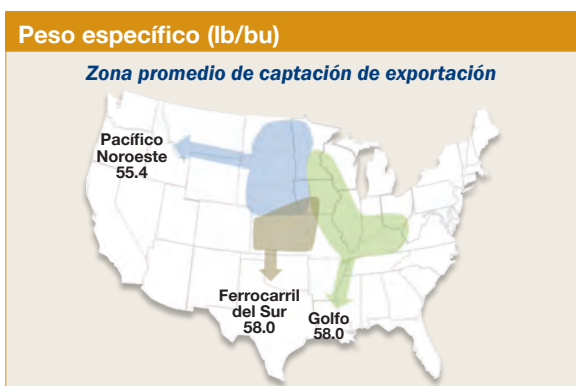 Peso específico (lb/bu)
Zona promedio de captación de exportación
Pacífico
Noroeste
55.4
Ferrocarril
del Sur
58.0
Golfo
58.0